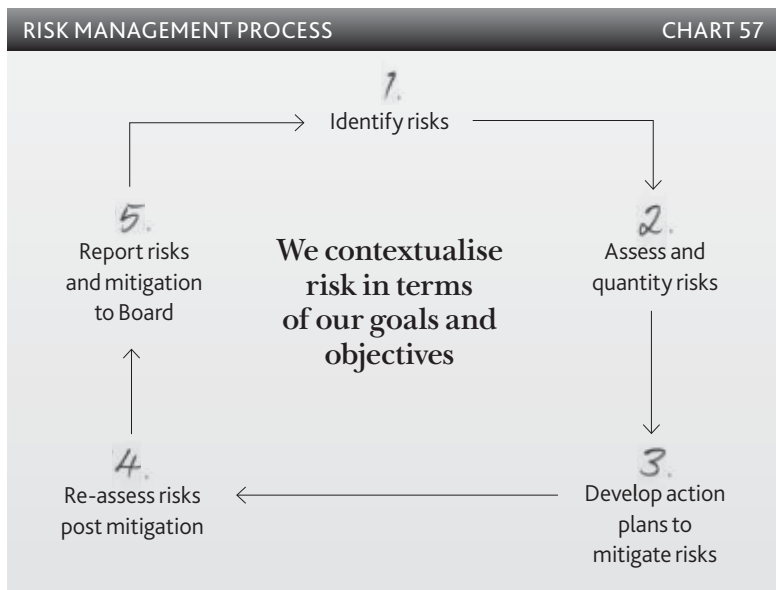 RISK MANAGEMENT PROCESS CHART 57
1.
Identify risks
2.
Assess and
quantity risks
3.
Develop action
plans to
mitigate risks
4.
Re-assess risks
post mitigation
5.
Report risks
and mitigation
to Board
We contextualise
risk in terms
of our goals and
objectives